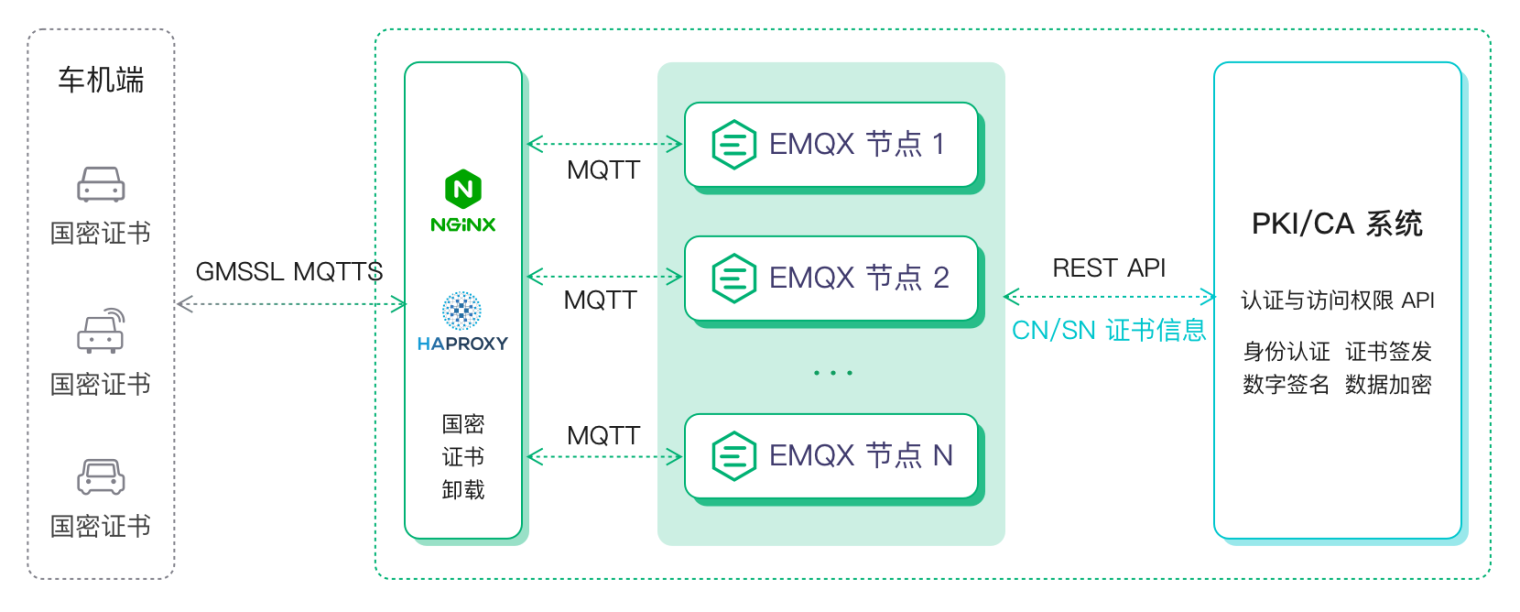 车机端
国密证书
国密证书
国密证书
GMSSL MQTTS
NGiNX
HAPROXY
国密
证书
卸载
MQTT
MQTT
MQTT
EMQX 节点 1
EMQX 节点 2
...
EMQX 节点 N
REST API
CN/SN 证书信息
PKI/CA 系统
认证与访问权限 API
身份认证 证书签发
数字签名 数据加密